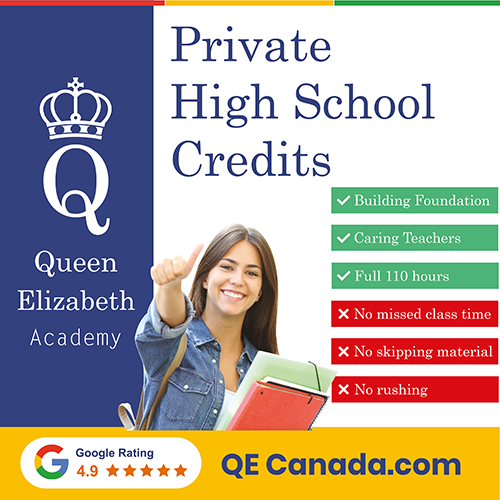 Private
High School
Credits
Q
Queen
Elizabeth
Academy
Building Foundation
Caring Teachers
Full 110 hours
No missed class time
No skipping material
No rushing
G
Google Rating
4.9
QE Canada.com